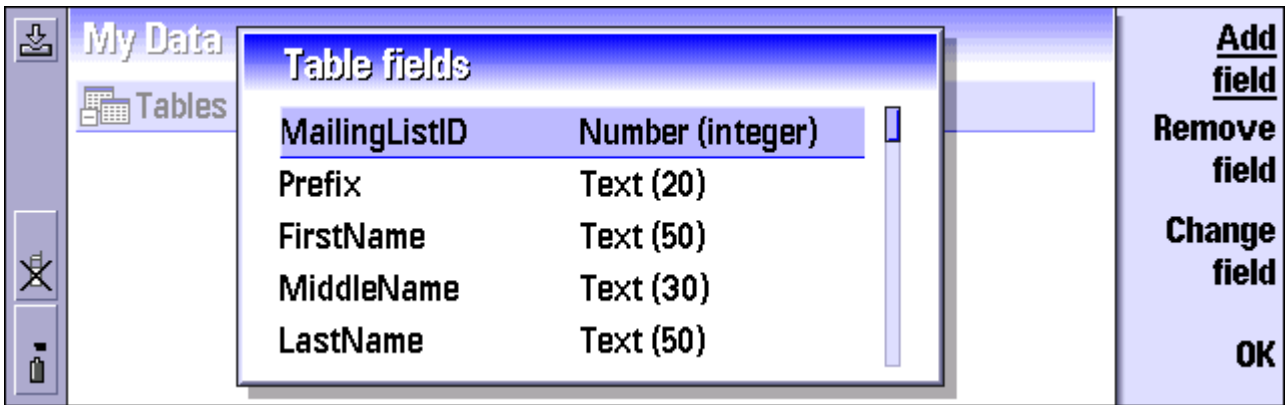 My Data
Tables
Table fields
MailingListID Number (integer)
Prefix Text (20)
FirstName Text (50)
MiddleName Text (30)
LastName Text (50)
Add
field
Remove
field
Change
field
OK